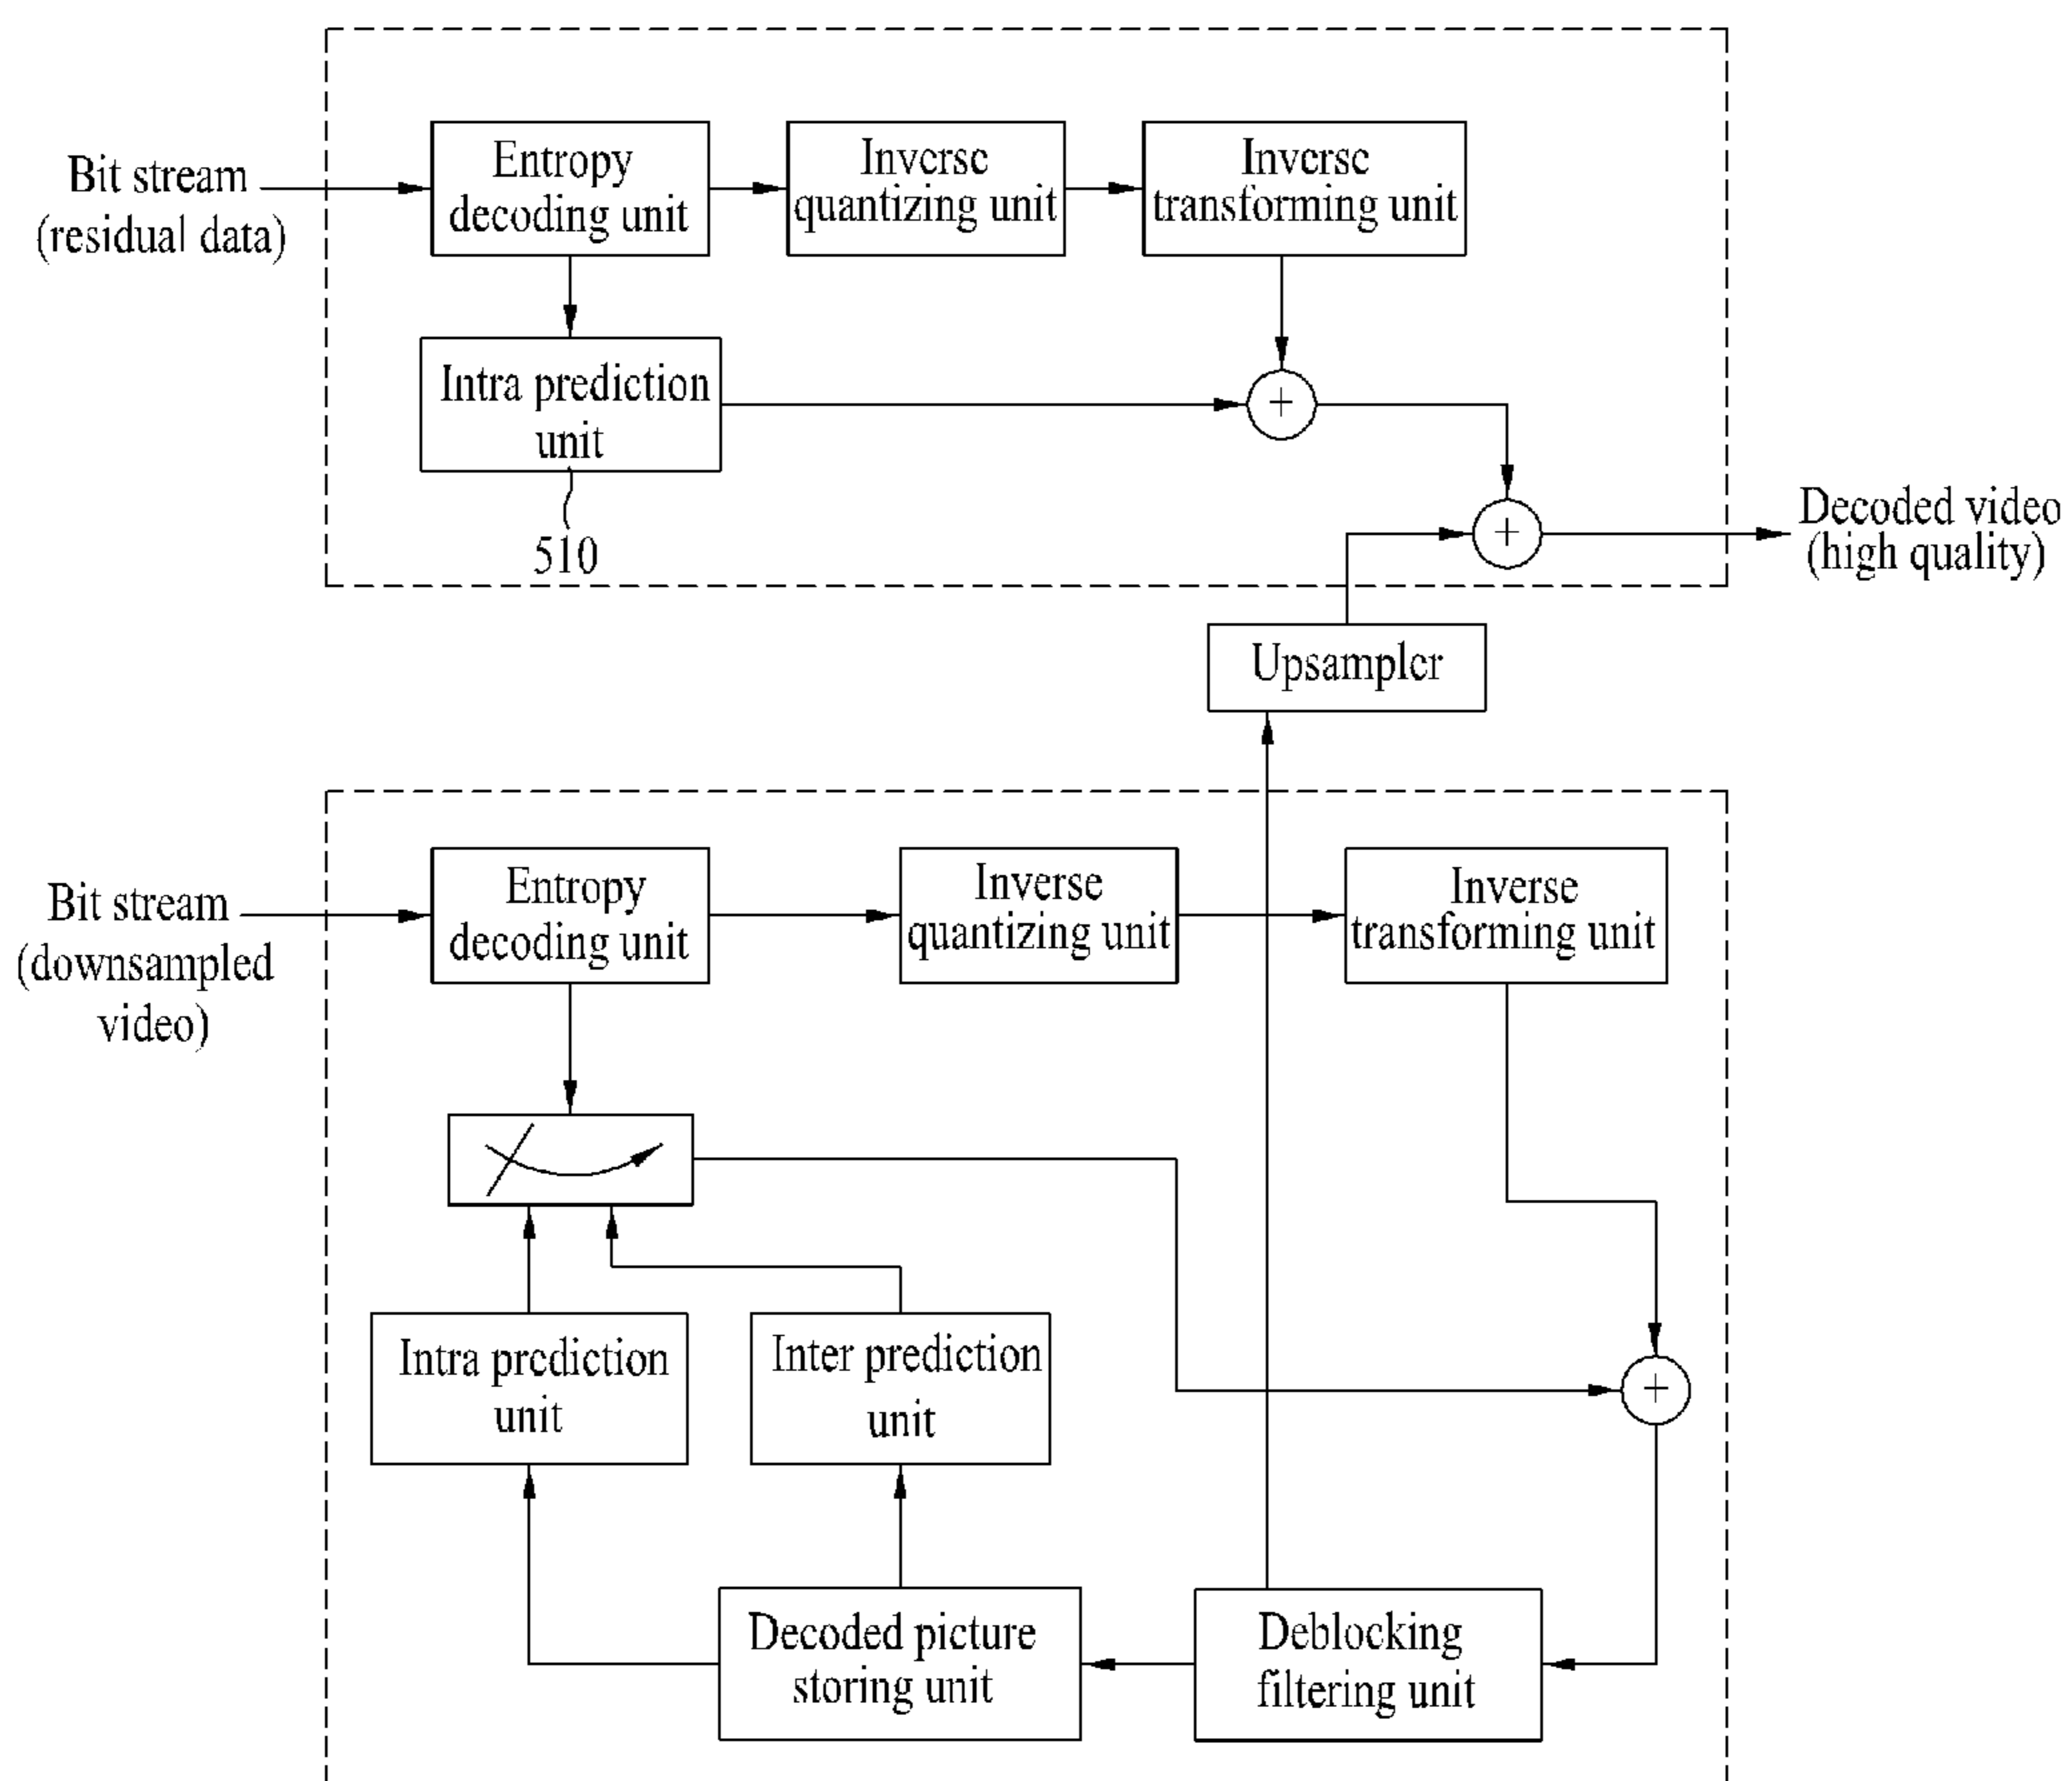 Entropy
decoding unit
Inverse
quantizing unit
Inverse
transforming unit
Bit stream
(residual data)
Intra prediction
unit
+
510
+
Decoded video
(high quality)
Upsampler
Entropy
decoding unit
Inverse
quantizing unit
Inverse
transforming unit
Bit stream
(downsampled
video)
Intra prediction
unit
Inter prediction
unit
+
Decoded picture
storing unit
Deblocking
filtering unit